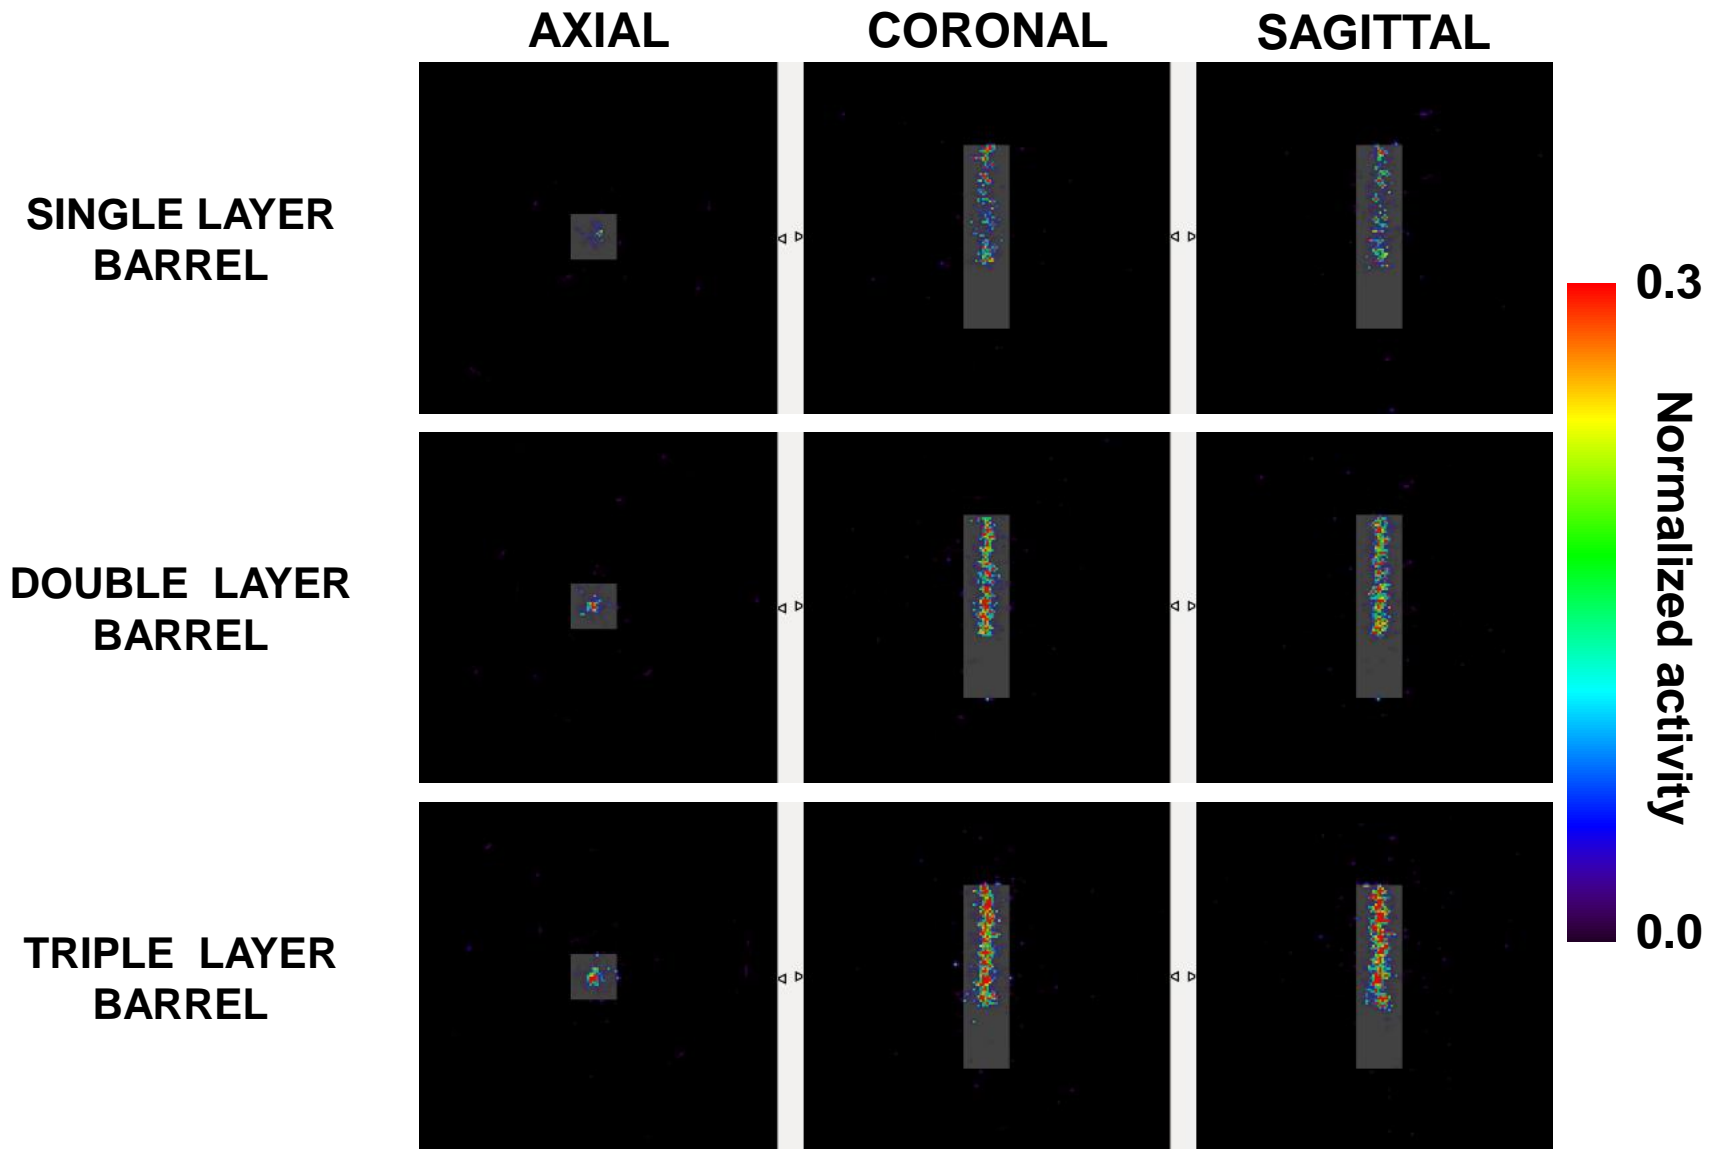 AXIAL CORONAL SAGITTAL
SINGLE LAYER
BARREL
0.3
DOUBLE LAYER
BARREL
Normalized activity
TRIPLE LAYER
BARREL
0.0